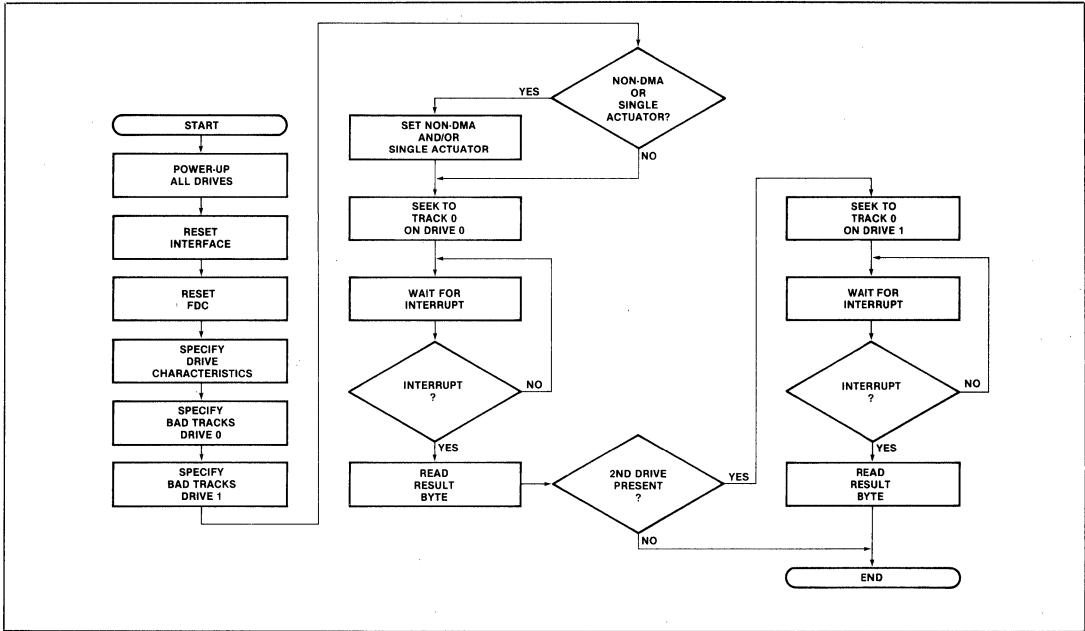 START
POWER-UP
ALL DRIVES
RESET
INTERFACE
RESET
FDC
SPECIFY
DRIVE
CHARACTERISTICS
SPECIFY
BAD TRACKS
DRIVE 0
SPECIFY
BAD TRACKS
DRIVE 1
NON-DMA
OR
SINGLE
ACTUATOR?
YES
NO
SET NON-DMA
AND/OR
SINGLE ACTUATOR
SEEK TO
TRACK 0
ON DRIVE 0
WAIT FOR
INTERRUPT
INTERRUPT
?
NO
YES
READ
RESULT
BYTE
2ND DRIVE
PRESENT
?
YES
NO
SEEK TO
TRACK 0
ON DRIVE 1
WAIT FOR
INTERRUPT
INTERRUPT
?
NO
YES
READ
RESULT
BYTE
END